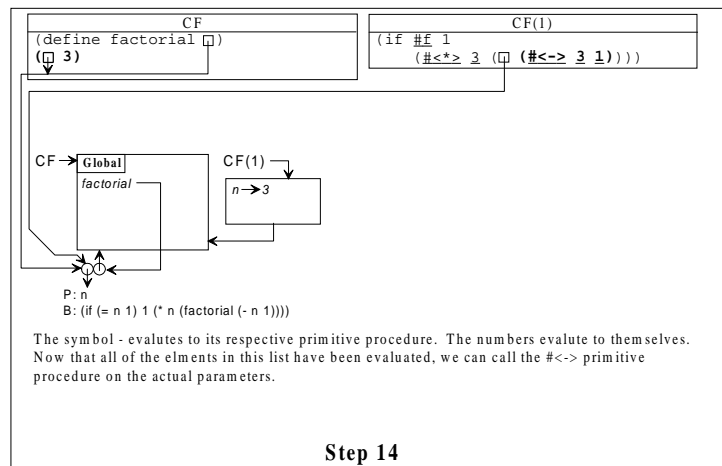 CF
(define factorial □)
(□ 3)
CF(1)
(if #f 1
(#<*> 3 (□ (#<-> 3 1))))
CF
Global
factorial
CF(1)
n→3
P: n
B: (if (= n 1) 1 (* n (factorial (- n 1))))
The symbol - evalutes to its respective primitive procedure. The numbers evalute to themselves.
Now that all of the elments in this list have been evaluated, we can call the #<-> primitive
procedure on the actual parameters.
Step 14